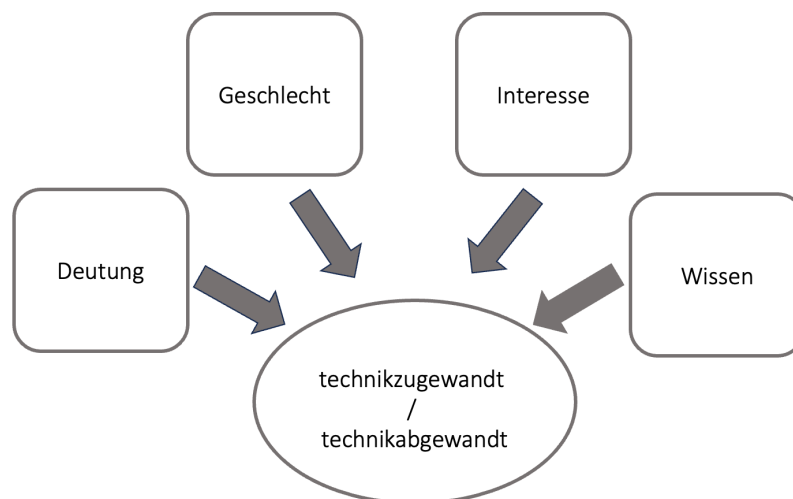 Geschlecht
Interesse
Deutung
Wissen
technikzugewandt
/
technikabgewandt